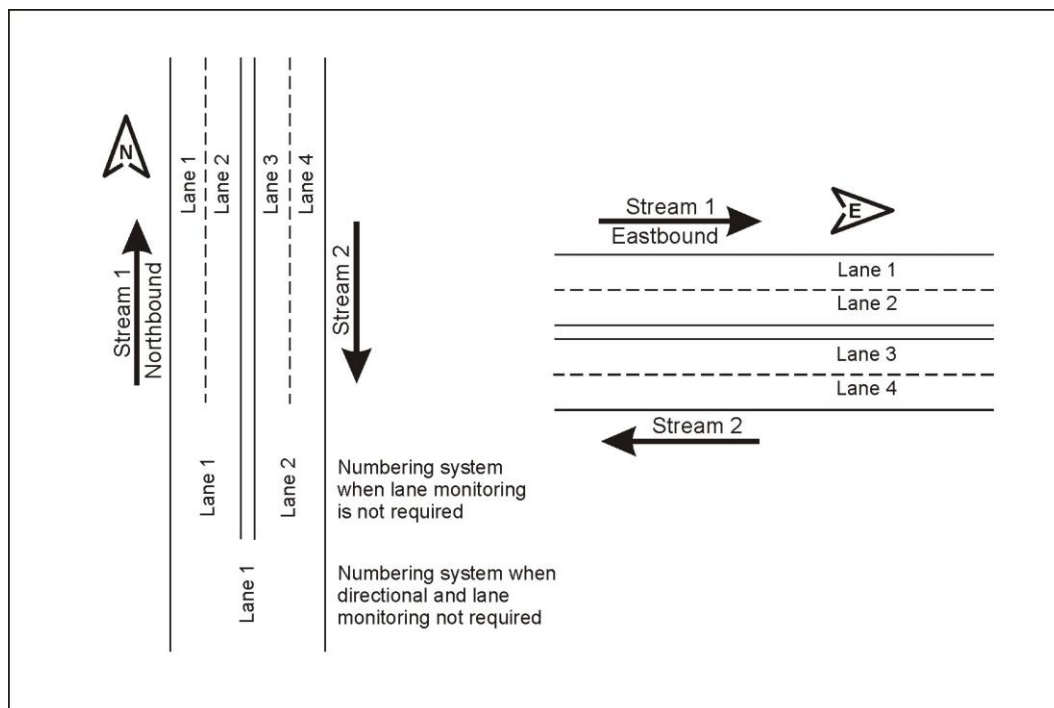 N
Stream 1
Northbound
Lane 1
Lane 2
Lane 3
Lane 4
Stream 2
Lane 1
Lane 2
Numbering system
when lane monitoring
is not required
Lane 1
Numbering system when
directional and lane
monitoring not required
Stream 1
Eastbound
E
Lane 1
Lane 2
Lane 3
Lane 4
Stream 2